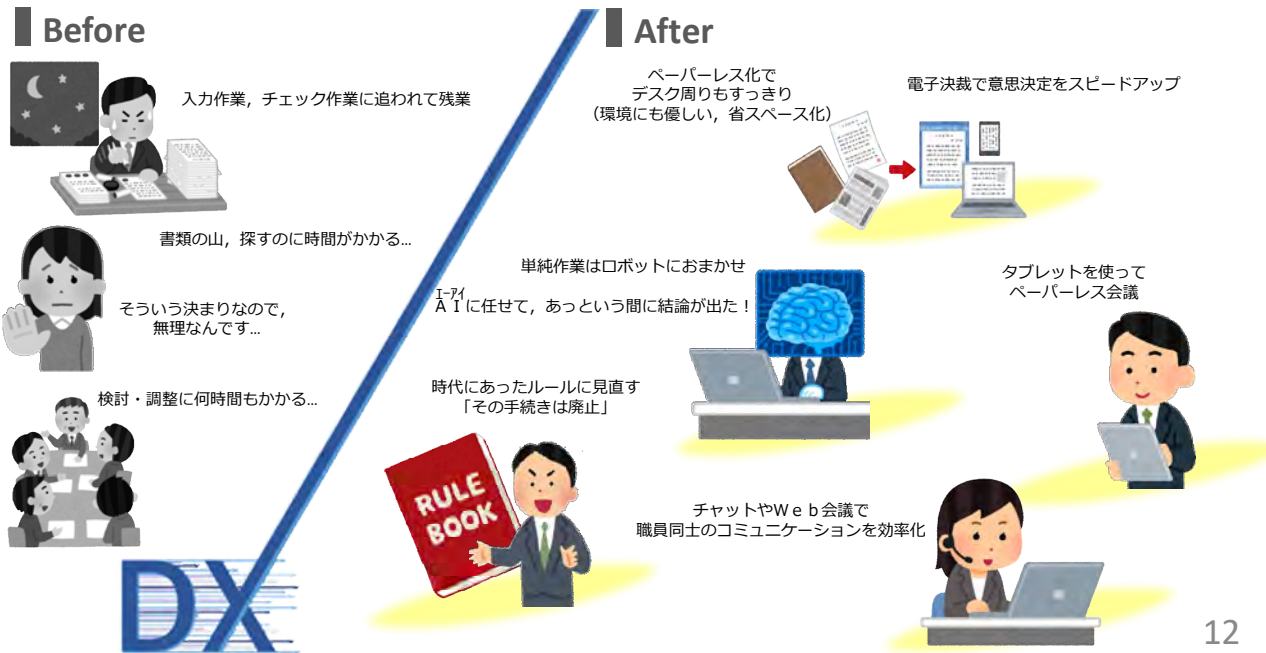 Before
入力作業，チェック作業に追われて残業
書類の山，探すのに時間がかかる…
そういう決まりなので，
無理なんです…
検討・調整に何時間もかかる…
DX
After
ペーパーレス化で
デスク周りもすっきり
（環境にも優しい，省スペース化）
電子決裁で意思決定をスピードアップ
単純作業はロボットにおまかせ
エーアイ
ＡＩに任せて，あっという間に結論が出た！
タブレットを使って
ペーパーレス会議
時代にあったルールに見直す
「その手続きは廃止」
RULE
BOOK
チャットやＷｅｂ会議で
職員同士のコミュニケーションを効率化
12